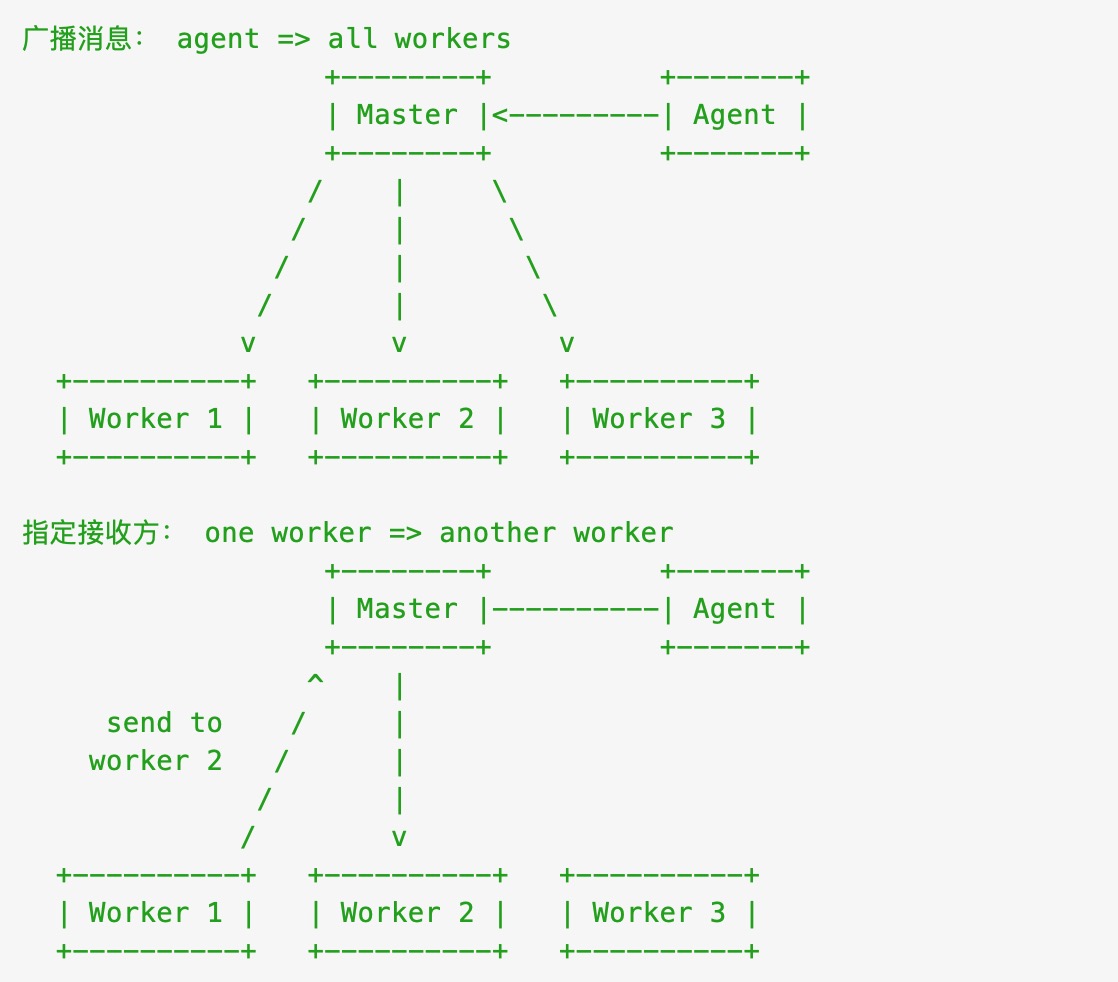 广播消息： agent => all workers
                  +--------+          +-------+
                  | Master |<---------| Agent |
                  +--------+          +-------+
                 /    |     \
                /     |      \
               /      |       \
              /       |        \
             v        v         v
  +----------+   +----------+   +----------+
  | Worker 1 |   | Worker 2 |   | Worker 3 |
  +----------+   +----------+   +----------+

指定接收方： one worker => another worker
                  +--------+          +-------+
                  | Master |----------| Agent |
                  +--------+          +-------+
                 ^    |
     send to    /     |
    worker 2   /      |
              /       |
             /        v
  +----------+   +----------+   +----------+
  | Worker 1 |   | Worker 2 |   | Worker 3 |
  +----------+   +----------+   +----------+